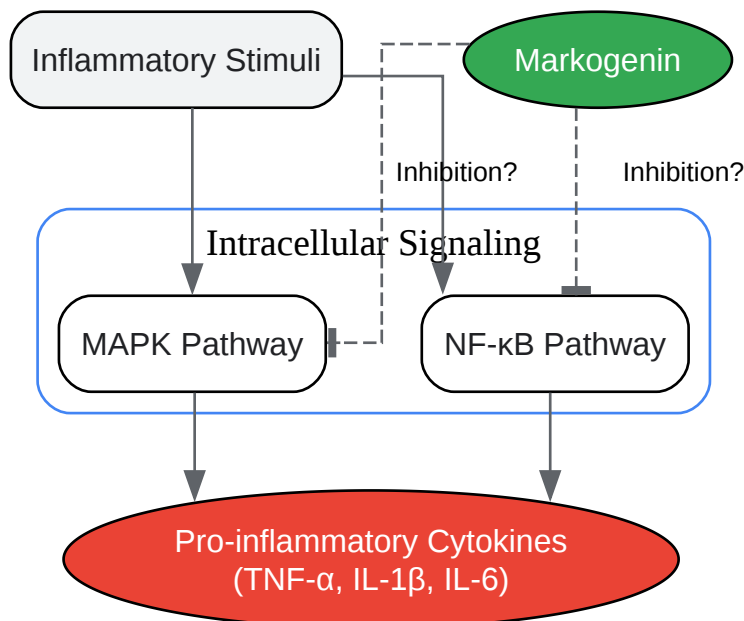 Inflammatory Stimuli
Markogenin
Inhibition?
Inhibition?
Intracellular Signaling
MAPK Pathway
NF-κB Pathway
Pro-inflammatory Cytokines
(TNF-α, IL-1β, IL-6)